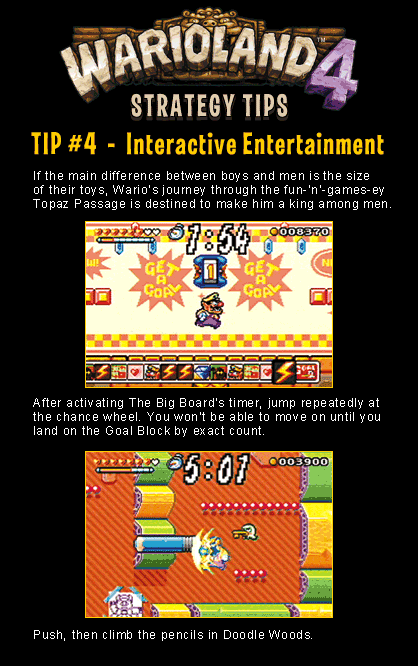 WARIOLAND 4
STRATEGY TIPS
TIP #4 - Interactive Entertainment
If the main difference between boys and men is the size
of their toys, Wario's journey through the fun-'n'-games-ey
Topaz Passage is destined to make him a king among men.
1:54
008370
GET A GOAL
1
GET A GOAL
After activating The Big Board's timer, jump repeatedly at
the chance wheel. You won't be able to move on until you
land on the Goal Block by exact count.
5:07
003900
Push, then climb the pencils in Doodle Woods.